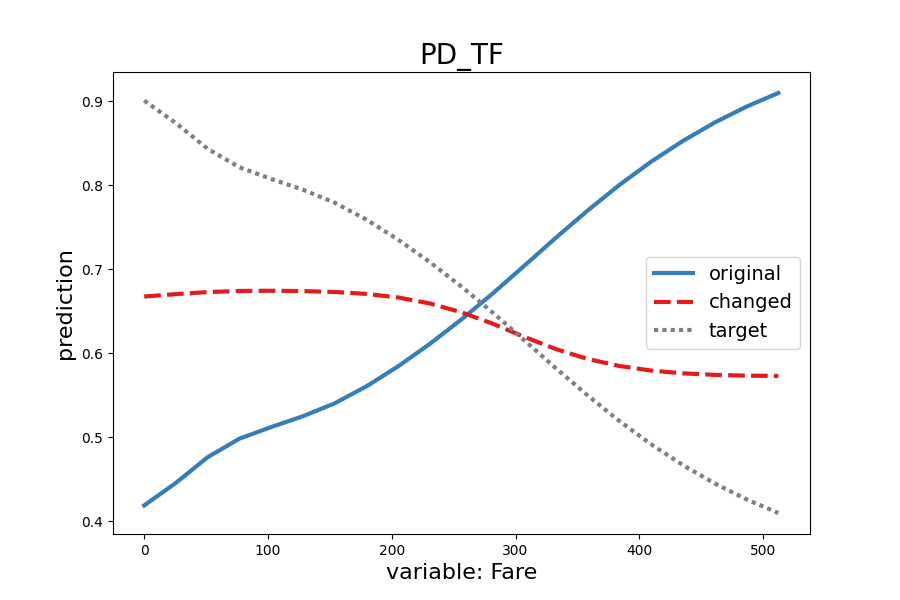 PD_TF
prediction
0.9
0.8
0.7
0.6
0.5
0.4
original
changed
target
0 100 200 300 400 500
variable: Fare